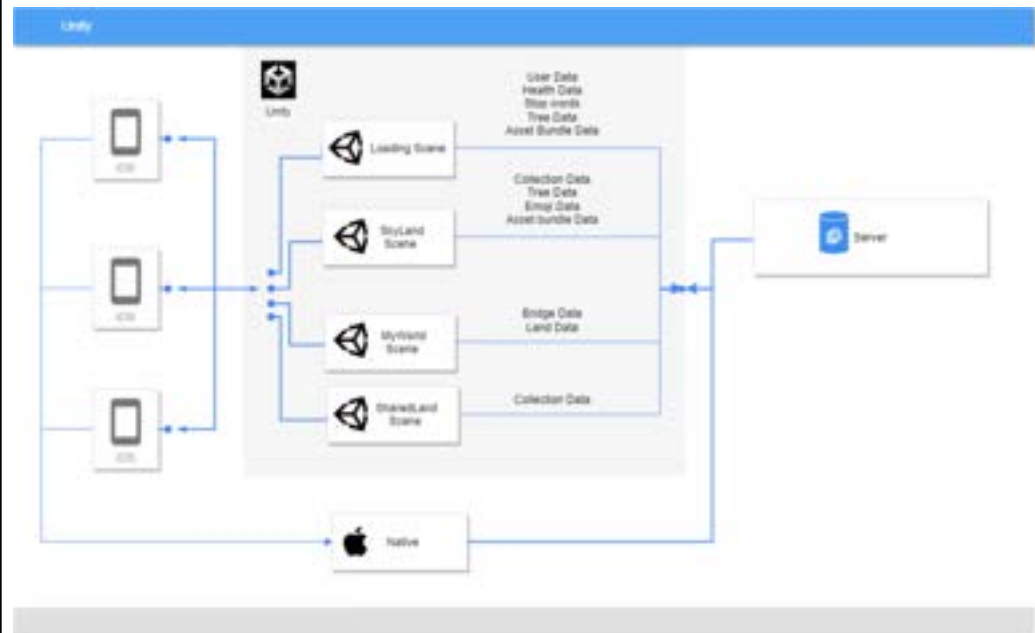 Unity
Unity
User Data
Health Data
Stop words
Tree Data
Asset Bundle Data
iOS
Loading Scene
Collection Data
Tree Data
Emoji Data
Asset bundle Data
SkyLand
Scene
Server
iOS
Bridge Data
Land Data
MyWorld
Scene
Collection Data
SharedLand
Scene
iOS
Native